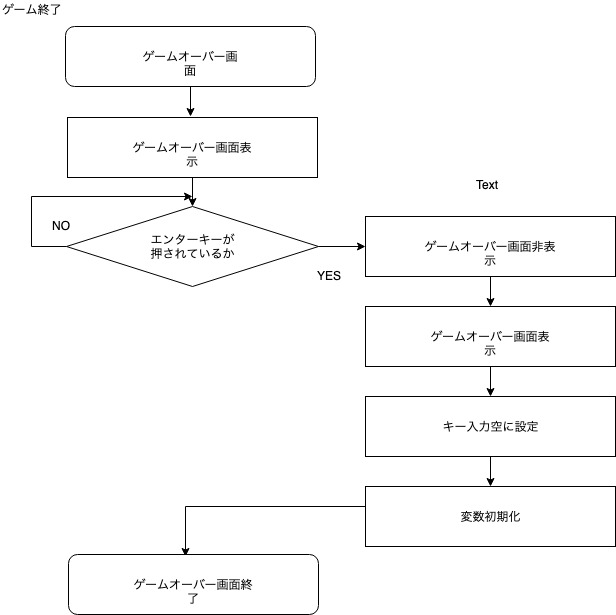 ゲーム終了
ゲームオーバー画
面
ゲームオーバー画面表
示
Text
NO
エンターキーが
押されているか
YES
ゲームオーバー画面非表
示
ゲームオーバー画面表
示
キー入力空に設定
変数初期化
ゲームオーバー画面終
了